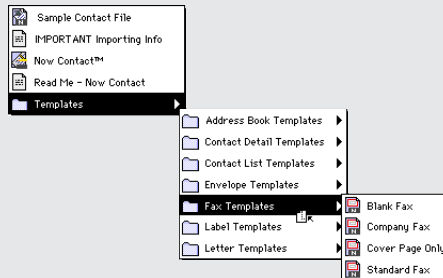 Sample Contact File
IMPORTANT Importing Info
Now Contact™
Read Me - Now Contact
Templates
Address Book Templates
Contact Detail Templates
Contact List Templates
Envelope Templates
Fax Templates
Label Templates
Letter Templates
Blank Fax
Company Fax
Cover Page Only
Standard Fax